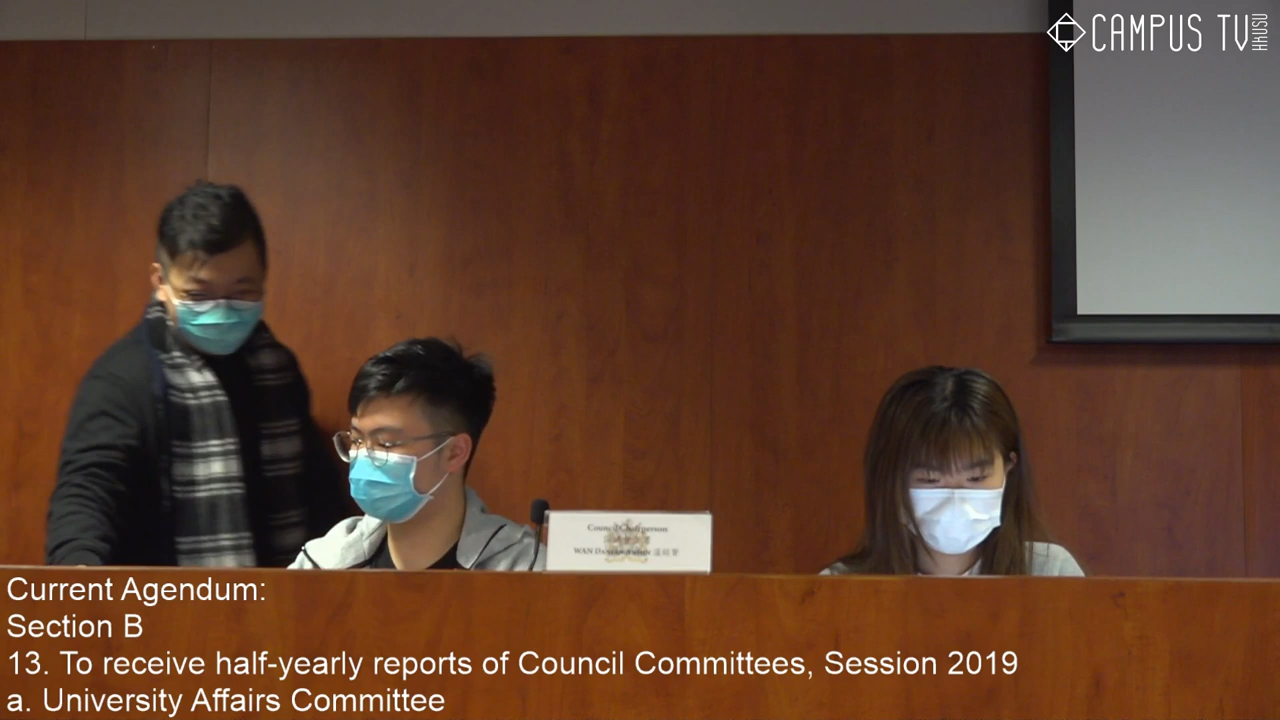 CAMPUS TV
HKUSU
Council Chairperson
WAN
Current Agendum:
Section B
13. To receive half-yearly reports of Council Committees, Session 2019
a. University Affairs Committee